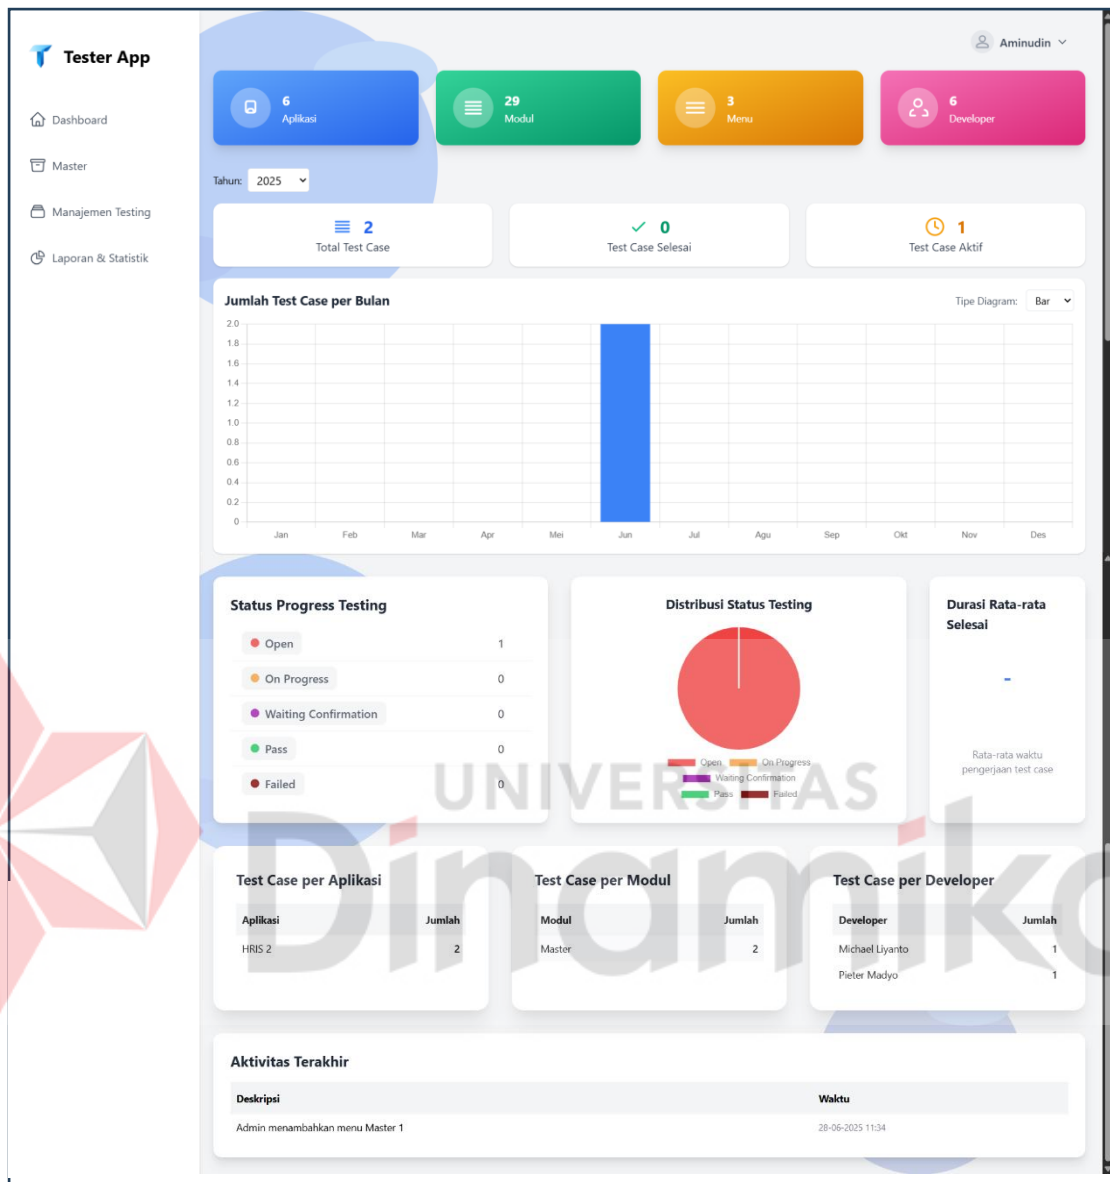 Tester App
Aminudin
Dashboard
Master
Manajemen Testing
Laporan & Statistik
6
Aplikasi
29
Modul
3
Menu
6
Developer
Tahun: 2025
2
Total Test Case
0
Test Case Selesai
1
Test Case Aktif
Jumlah Test Case per Bulan
Tipe Diagram: Bar
2.0
1.8
1.6
1.4
1.2
1.0
0.8
0.6
0.4
0.2
0
Jan Feb Mar Apr Mei Jun Jul Agu Sep Okt Nov Des
Status Progress Testing
Open 1
On Progress 0
Waiting Confirmation 0
Pass 0
Failed 0
Distribusi Status Testing
Open On Progress
Waiting Confirmation
Pass Failed
Durasi Rata-rata
Selesai
-
Rata-rata waktu
pengerjaan test case
UNIVERSITAS
Dinamika
Test Case per Aplikasi
Aplikasi Jumlah
HRIS 2 2
Test Case per Modul
Modul Jumlah
Master 2
Test Case per Developer
Developer Jumlah
Michael Liyanto 1
Pieter Madyo 1
Aktivitas Terakhir
Deskripsi Waktu
Admin menambahkan menu Master 1 28-06-2025 11:34